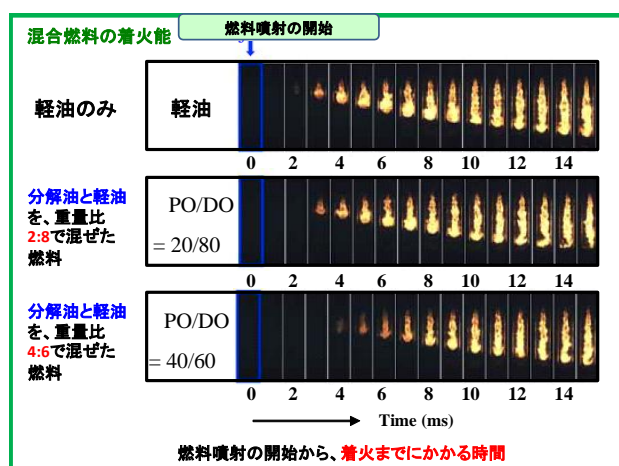 混合燃料の着火能
燃料噴射の開始
軽油のみ
軽油
0 2 4 6 8 10 12 14
分解油と軽油
を、重量比
2:8で混ぜた
燃料
PO/DO
= 20/80
0 2 4 6 8 10 12 14
分解油と軽油
を、重量比
4:6で混ぜた
燃料
PO/DO
= 40/60
0 2 4 6 8 10 12 14
Time (ms)
燃料噴射の開始から、着火までにかかる時間